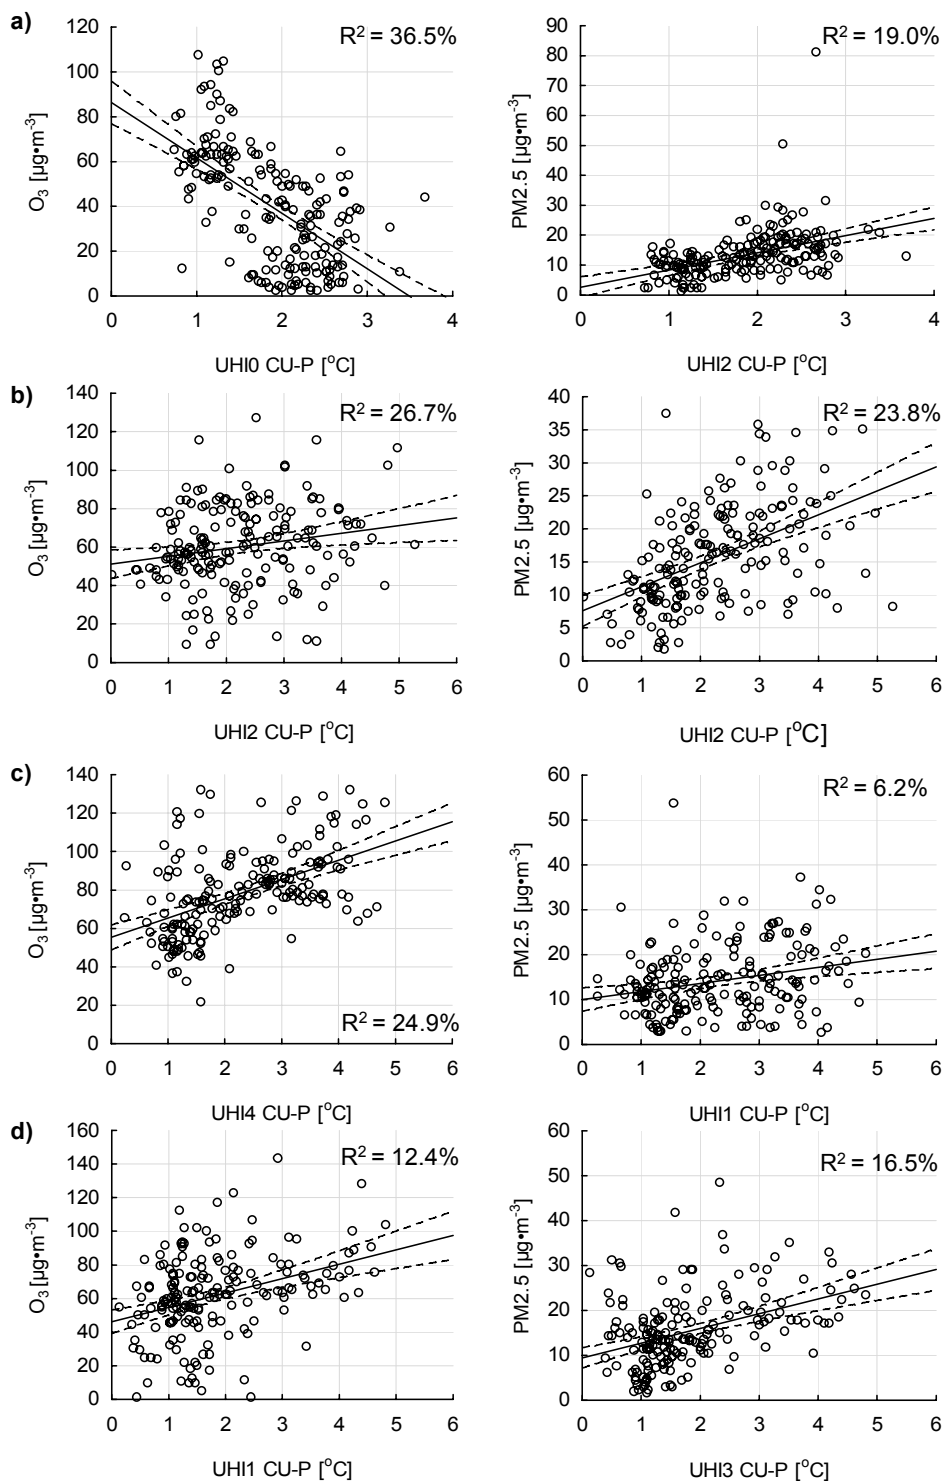 a)
R² = 36.5%
O₃ [µg•m⁻³]
120
100
80
60
40
20
0
0 1 2 3 4
UHI0 CU-P [°C]
R² = 19.0%
PM2.5 [µg•m⁻³]
90
80
70
60
50
40
30
20
10
0
0 1 2 3 4
UHI2 CU-P [°C]
b)
R² = 26.7%
O₃ [µg•m⁻³]
140
120
100
80
60
40
20
0
0 1 2 3 4 5 6
UHI2 CU-P [°C]
R² = 23.8%
PM2.5 [µg•m⁻³]
40
35
30
25
20
15
10
5
0
0 1 2 3 4 5 6
UHI2 CU-P [°C]
c)
R² = 24.9%
O₃ [µg•m⁻³]
140
120
100
80
60
40
20
0
0 1 2 3 4 5 6
UHI4 CU-P [°C]
R² = 6.2%
PM2.5 [µg•m⁻³]
60
50
40
30
20
10
0
0 1 2 3 4 5 6
UHI1 CU-P [°C]
d)
R² = 12.4%
O₃[µg•m⁻³]
160
140
120
100
80
60
40
20
0
0 1 2 3 4 5 6
UHI1 CU-P [°C]
R² = 16.5%
PM2.5 [µg•m⁻³]
60
50
40
30
20
10
0
0 1 2 3 4 5 6
UHI3 CU-P [°C]